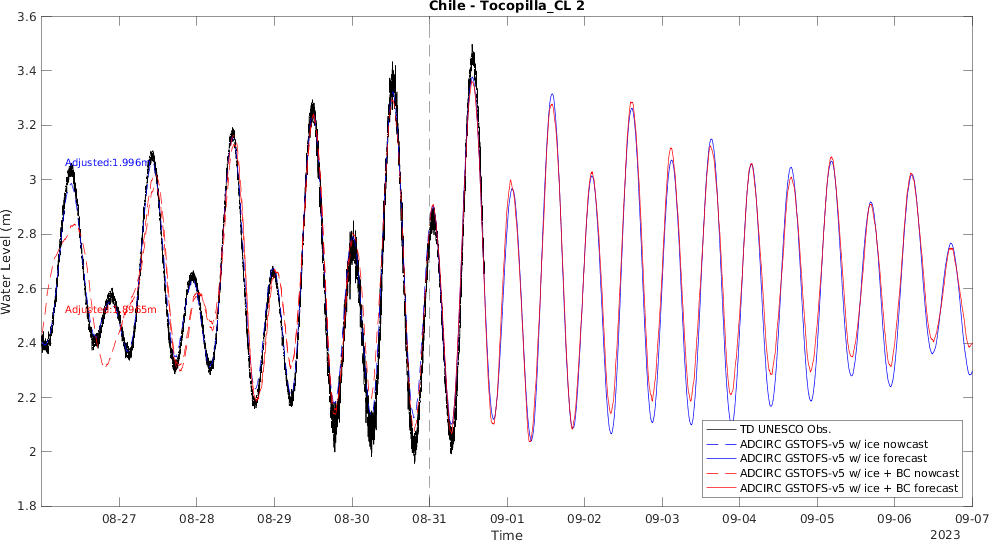 Chile - Tocopilla_CL 2
3.6
3.4
3.2
3
2.8
2.6
2.4
2.2
2
1.8
Water Level (m)
Adjusted:1.996m
TD UNESCO Obs.
ADCIRC GSTOFS-v5 w/ ice nowcast
ADCIRC GSTOFS-v5 w/ ice forecast
ADCIRC GSTOFS-v5 w/ ice + BC nowcast
ADCIRC GSTOFS-v5 w/ ice + BC forecast
08-27 08-28 08-29 08-30 08-31 09-01 09-02 09-03 09-04 09-05 09-06 09-07
Time
2023